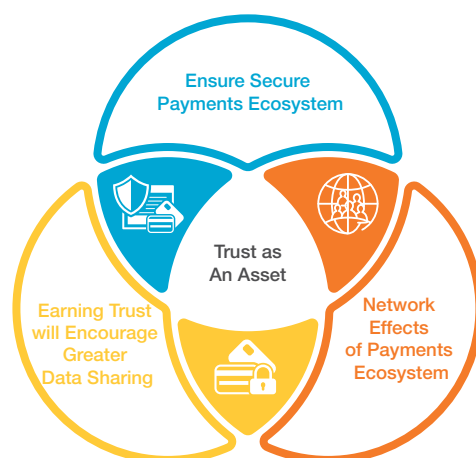 Ensure Secure
Payments Ecosystem
Trust as
An Asset
Earning Trust
will Encourage
Greater
Data Sharing
Network
Effects
of Payments
Ecosystem